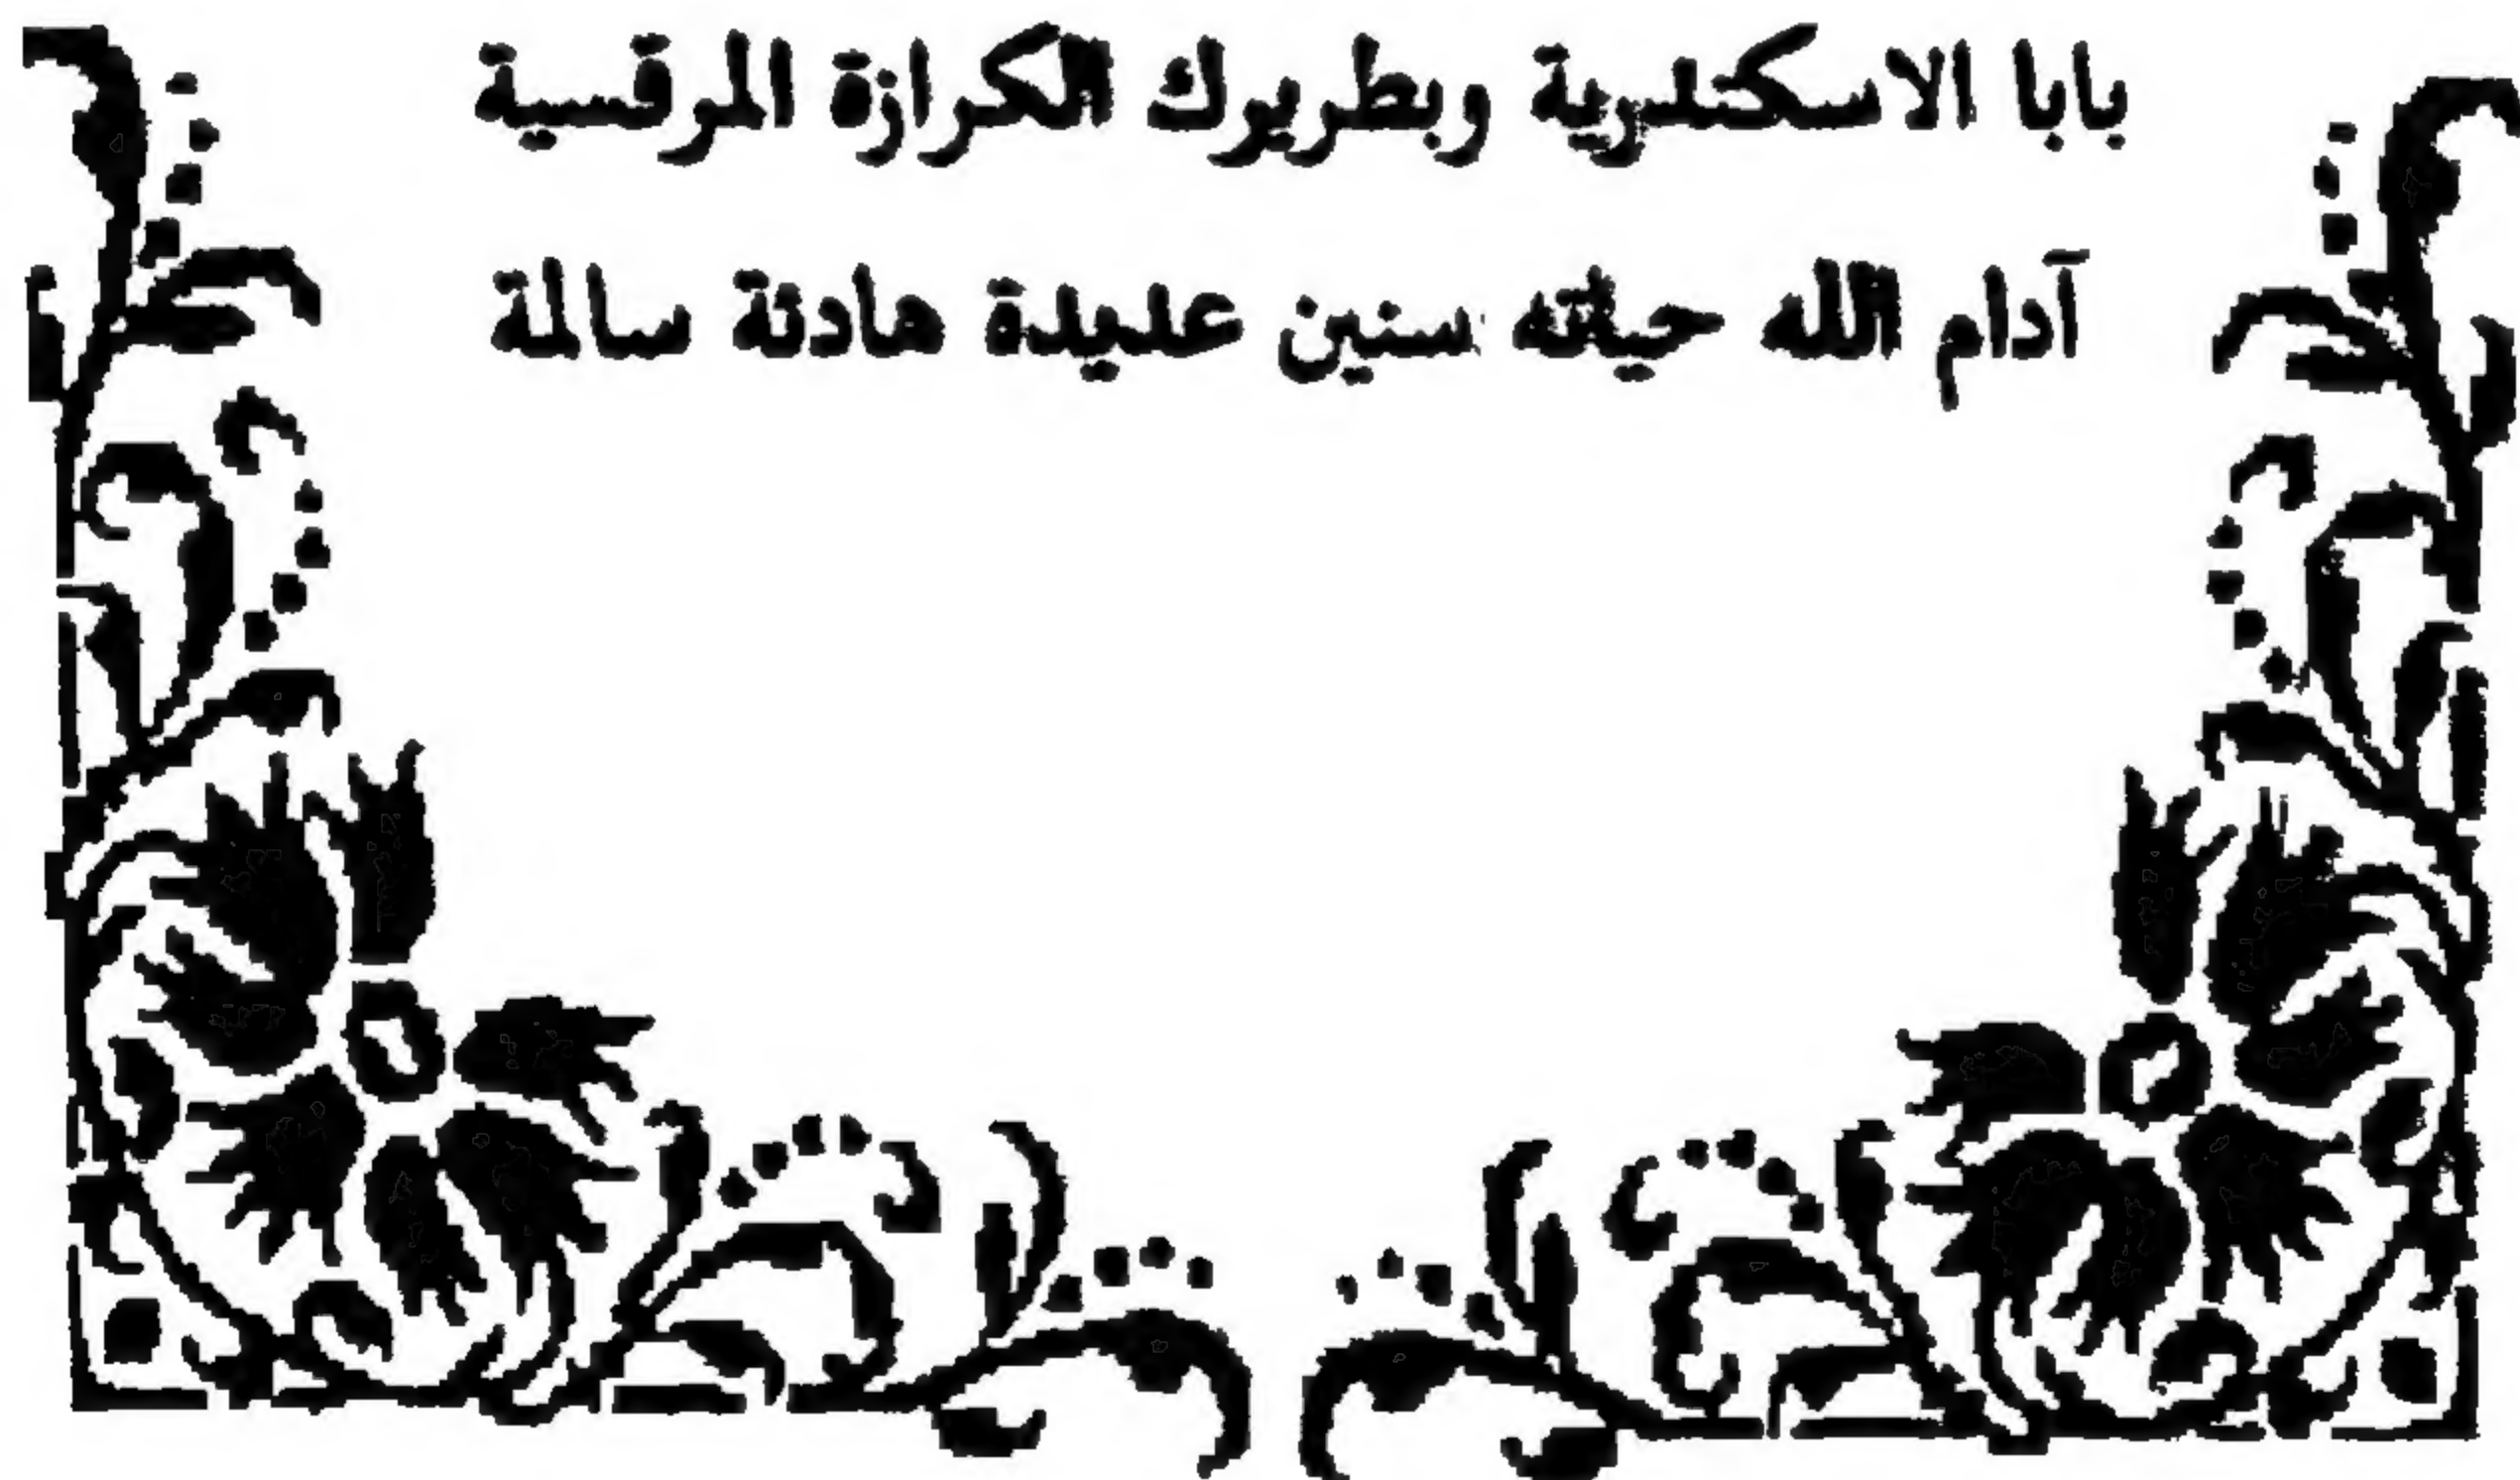 بابا الاسكندرية وبطريرك الكرازة المرقسية
آدام الله حياته سنين عديدة هادئة سالمة